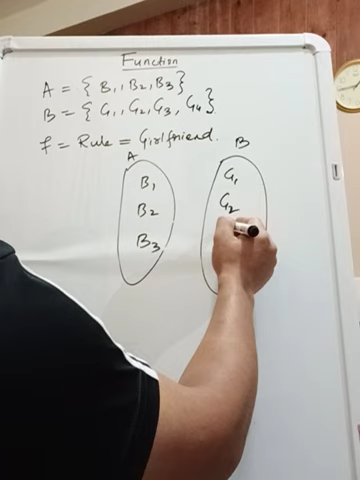 Function
A = { B₁, B₂, B₃}
B = { G₁, G₂, G₃, G₄}
f = Rule = Girlfriend.
A B
B₁ G₁
B₂ G₂
B₃